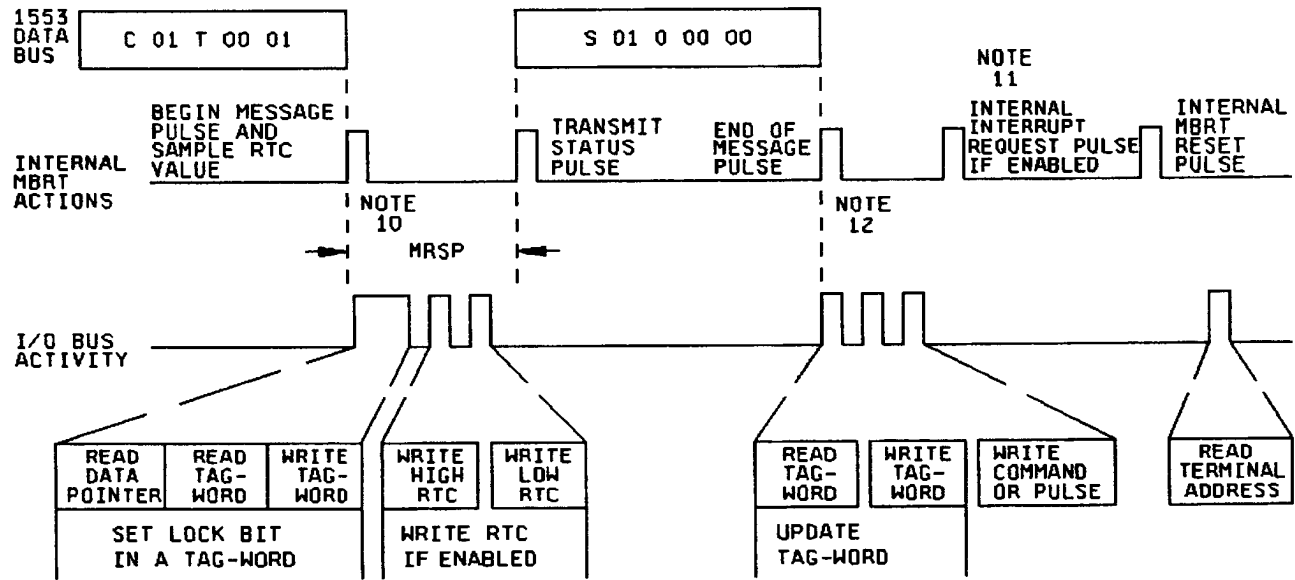 1553
DATA
BUS
C 01 T 00 01
S 01 0 00 00
NOTE
11
BEGIN MESSAGE
PULSE AND
SAMPLE RTC
VALUE
TRANSMIT
STATUS
PULSE
END OF
MESSAGE
PULSE
INTERNAL
INTERRUPT
REQUEST PULSE
IF ENABLED
INTERNAL
MBRT
RESET
PULSE
INTERNAL
MBRT
ACTIONS
NOTE
10
NOTE
12
MRSP
I/O BUS
ACTIVITY
READ
DATA
POINTER
READ
TAG-
WORD
WRITE
TAG-
WORD
WRITE
HIGH
RTC
WRITE
LOW
RTC
READ
TAG-
WORD
WRITE
TAG-
WORD
WRITE
COMMAND
OR PULSE
READ
TERMINAL
ADDRESS
SET LOCK BIT
IN A TAG-WORD
WRITE RTC
IF ENABLED
UPDATE
TAG-WORD